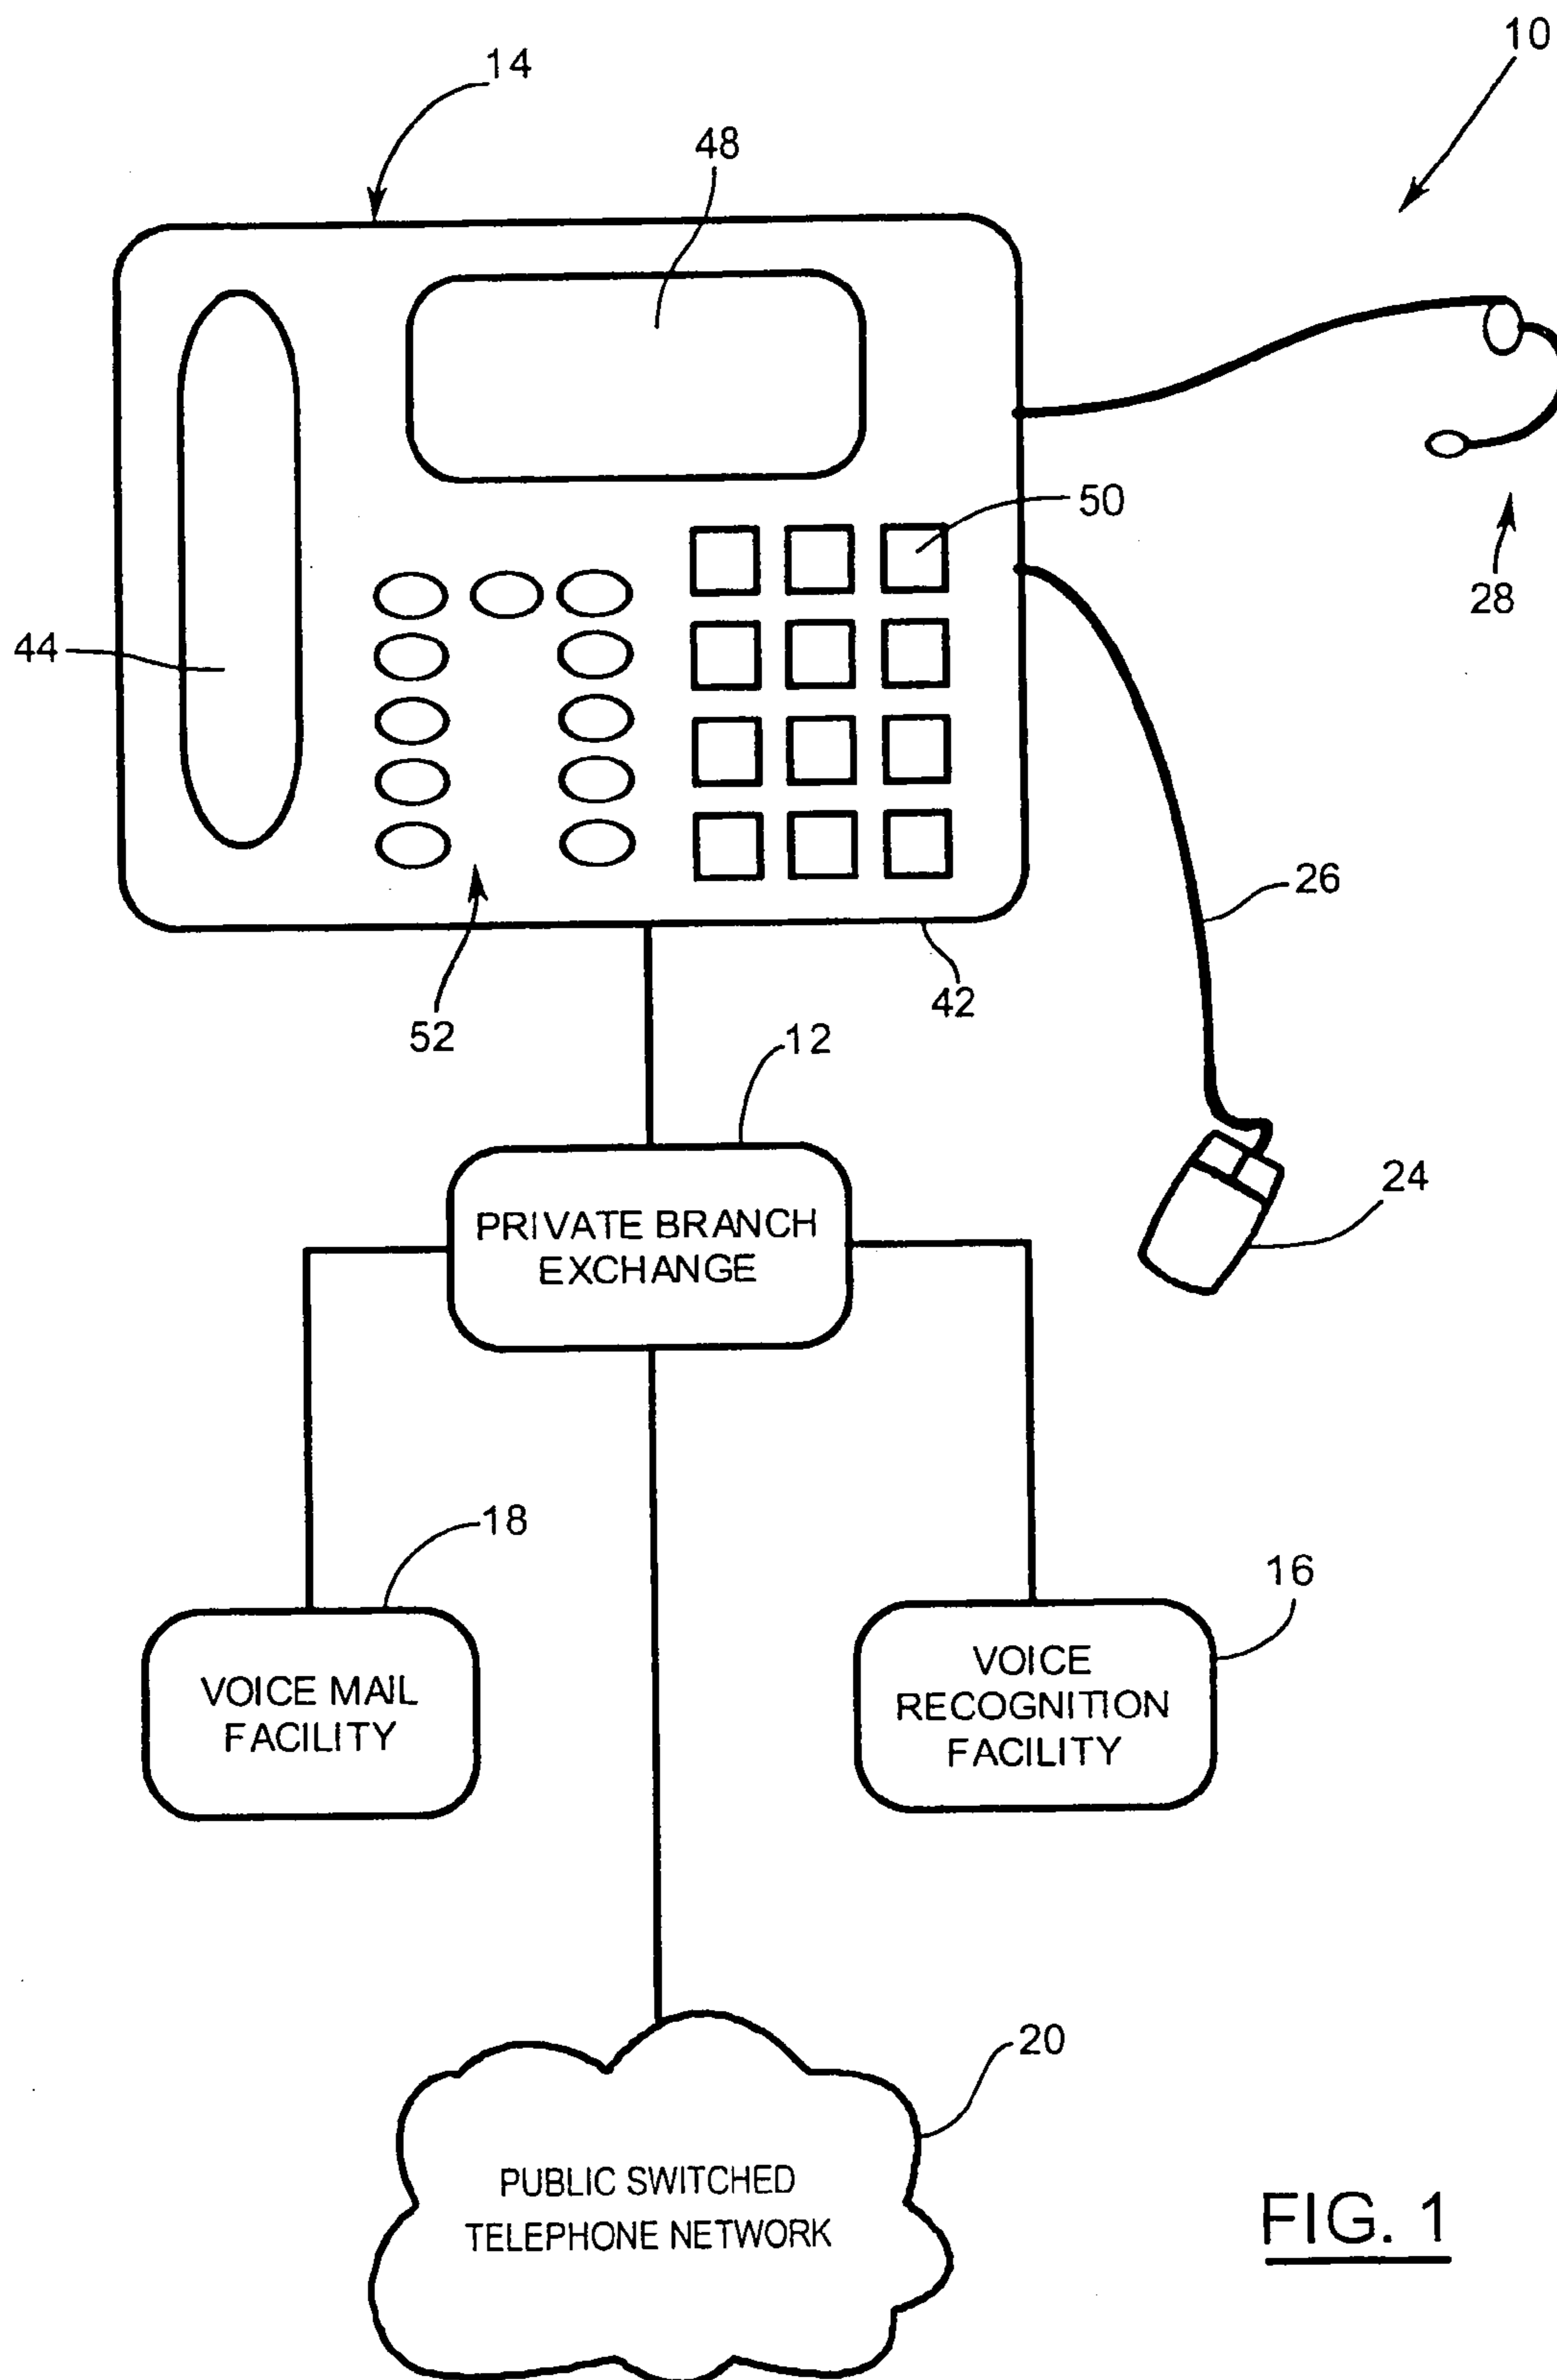 10
14
48
50
28
44
26
42
52
12
PRIVATE BRANCH
EXCHANGE
24
18
16
VOICE MAIL
FACILITY
VOICE
RECOGNITION
FACILITY
20
PUBLIC SWITCHED
TELEPHONE NETWORK
FIG. 1